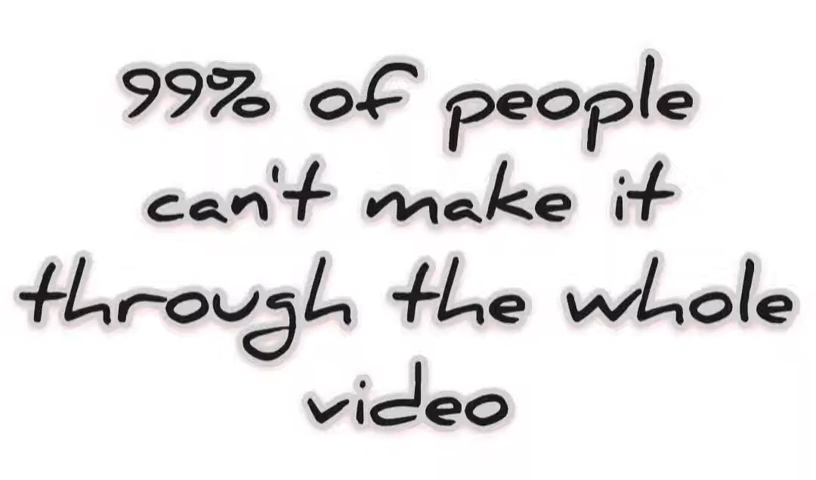 99% of people
can't make it
through the whole
video